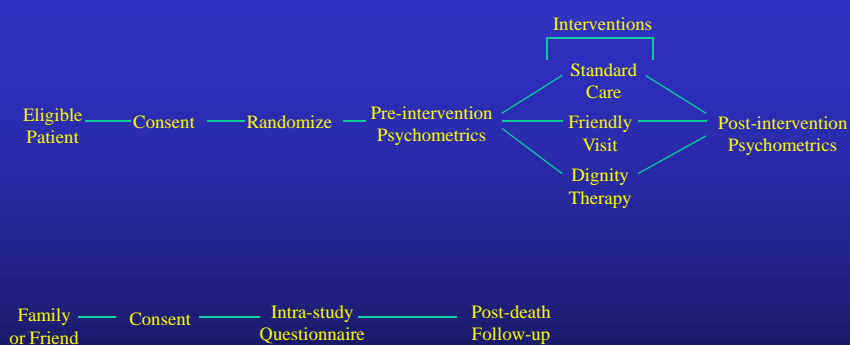 Interventions
Eligible
Patient
Consent
Randomize
Pre-intervention
Psychometrics
Standard
Care
Friendly
Visit
Dignity
Therapy
Post-intervention
Psychometrics
Family
or Friend
Consent
Intra-study
Questionnaire
Post-death
Follow-up